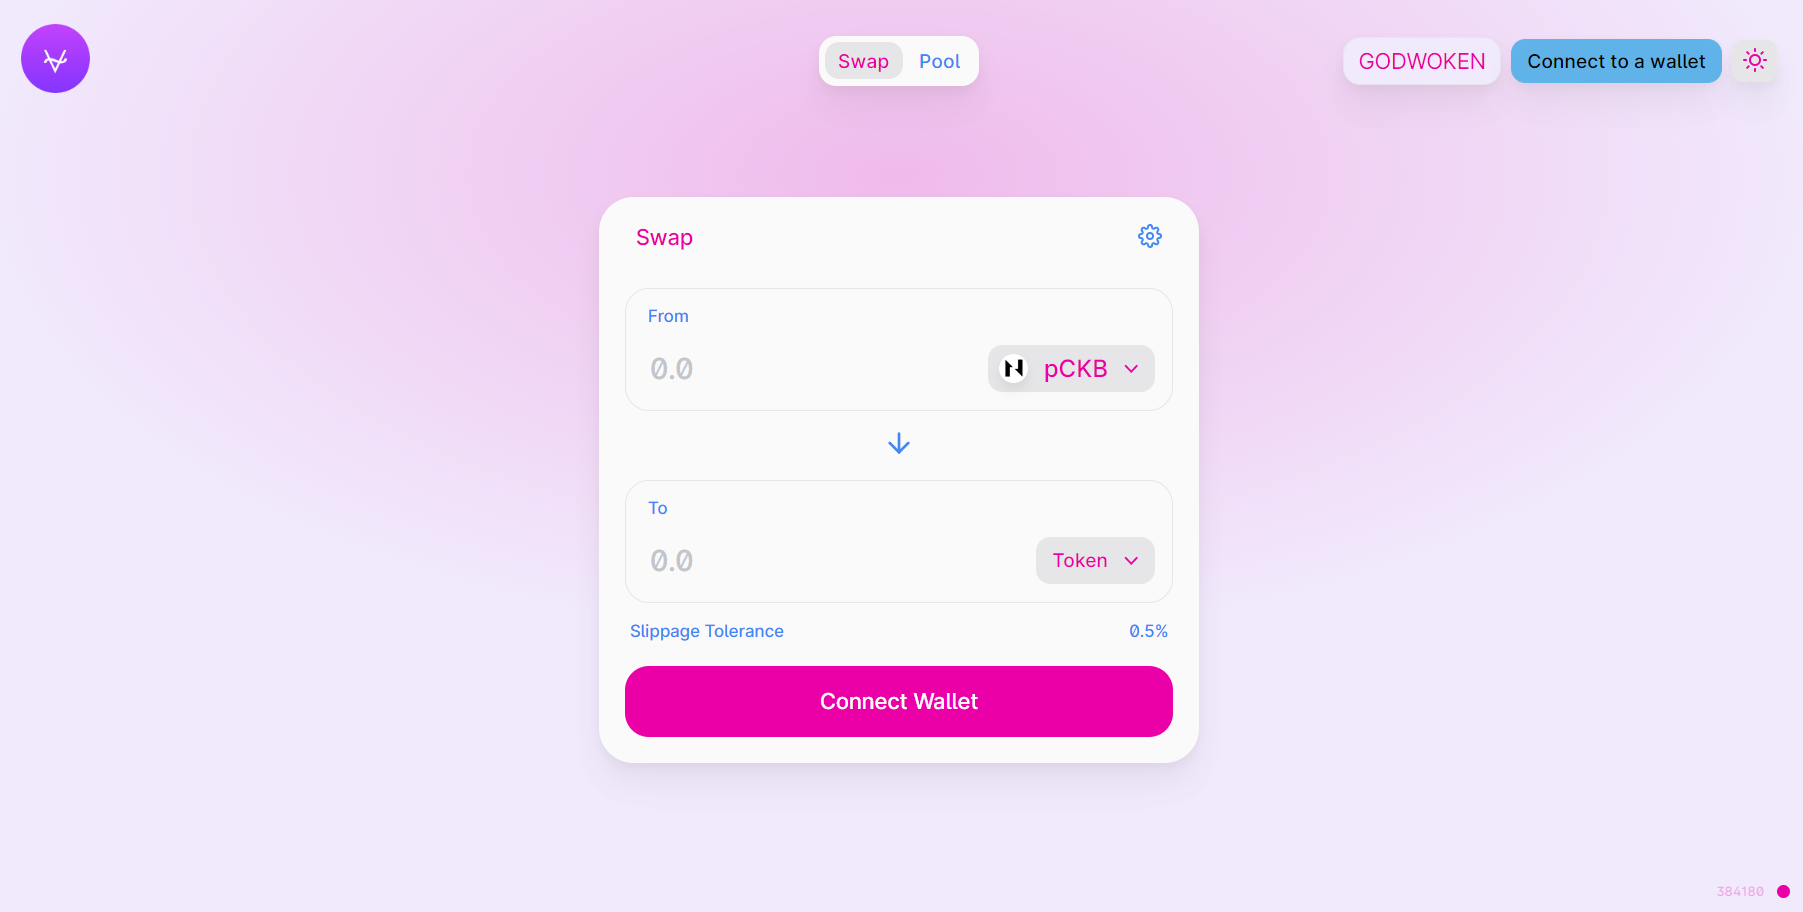 Swap Pool
GODWOKEN
Connect to a wallet
Swap
From
0.0
pCKB
To
0.0
Token
Slippage Tolerance 0.5%
Connect Wallet
384180